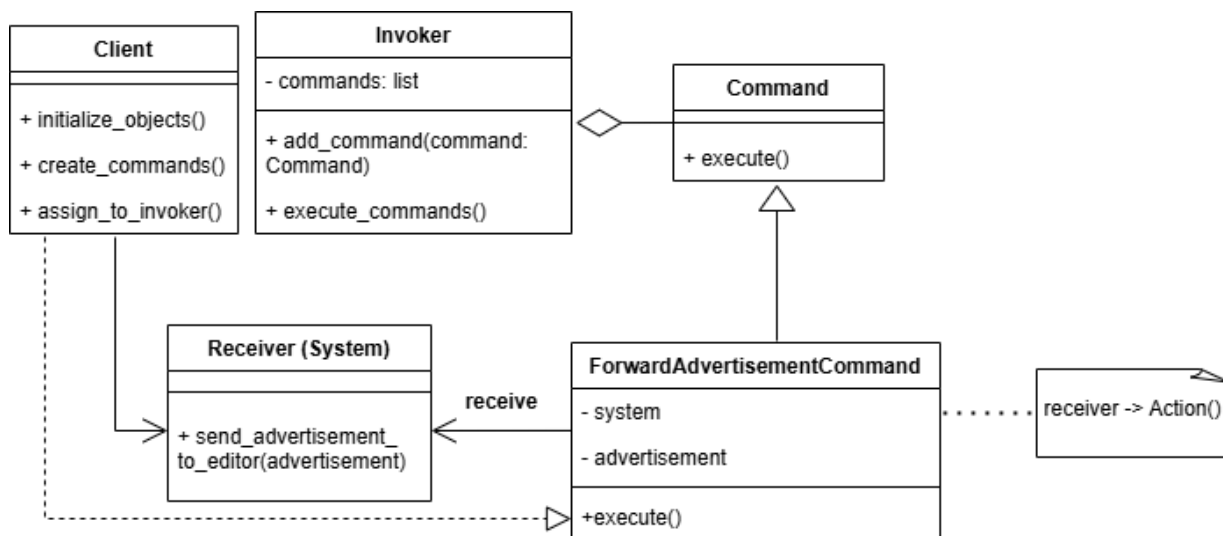 Client
+ initialize_objects()
+ create_commands()
+ assign_to_invoker()
Invoker
- commands: list
+ add_command(command:
Command)
+ execute_commands()
Command
+ execute()
Receiver (System)
+ send_advertisement_
to_editor(advertisement)
receive
ForwardAdvertisementCommand
- system
- advertisement
+execute()
receiver -> Action()